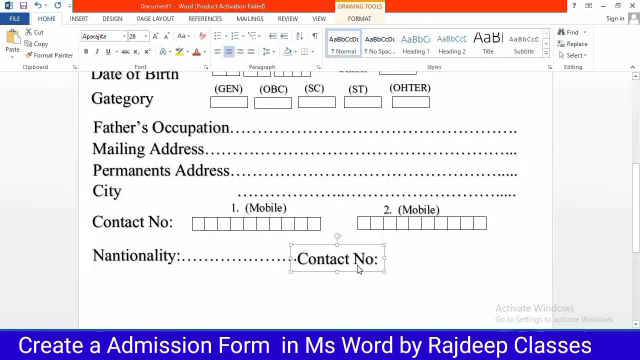 Document1 - Word (Product Activation Failed)
DRAWING TOOLS
FILE HOME INSERT DESIGN PAGE LAYOUT REFERENCES MAILINGS REVIEW VIEW FORMAT Sign in
Paste
Cut
Copy
Format Painter
Clipboard
Aparajita 26
Font
Paragraph
AaBbCcDc ¶ Normal
AaBbCcDc ¶ No Spac...
AaBbC Heading 1
AaBbCc Heading 2
AaBl Title
AaBbCcC Subtitle
Styles
Find
Replace
Select
Editing
Date of Birth
Gategory (GEN) (OBC) (SC) (ST) (OHTER)
Father's Occupation
Mailing Address
Permanents Address
City
1. (Mobile) 2. (Mobile)
Contact No:
Nantionality: Contact No:
Activate Windows
Go to Settings to activate Windows.
Create a Admission Form in Ms Word by Rajdeep Classes